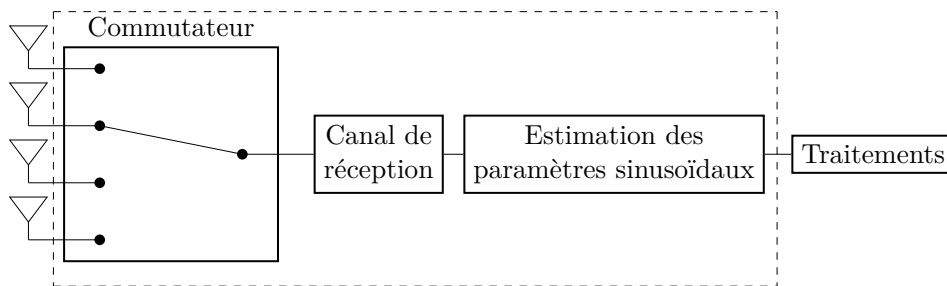 Commutateur
Canal de
réception
Estimation des
paramètres sinusoïdaux
Traitements